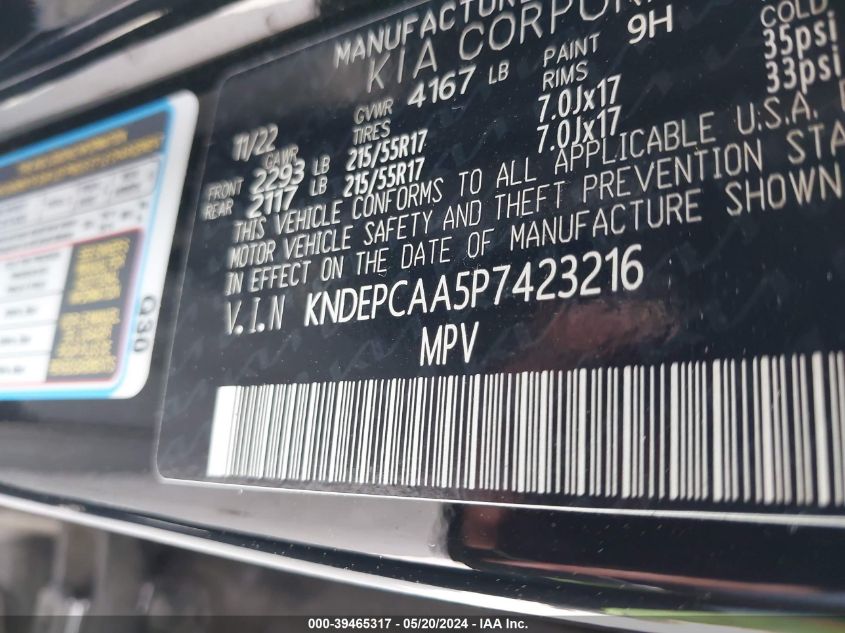 MANUFACTURE
KIA CORPOR
11/22 GVWR 4167 LB PAINT 9H
GAWR TIRES RIMS COLD
FRONT 2293 LB 215/55R17 7.0Jx17 35psi
REAR 2117 LB 215/55R17 7.0Jx17 33psi
THIS VEHICLE CONFORMS TO ALL APPLICABLE U.S.A.
MOTOR VEHICLE SAFETY AND THEFT PREVENTION STA
IN EFFECT ON THE DATE OF MANUFACTURE SHOWN
V.I.N KNDEPCAA5P7423216
MPV
Q30
000-39465317 - 05/20/2024 - IAA Inc.